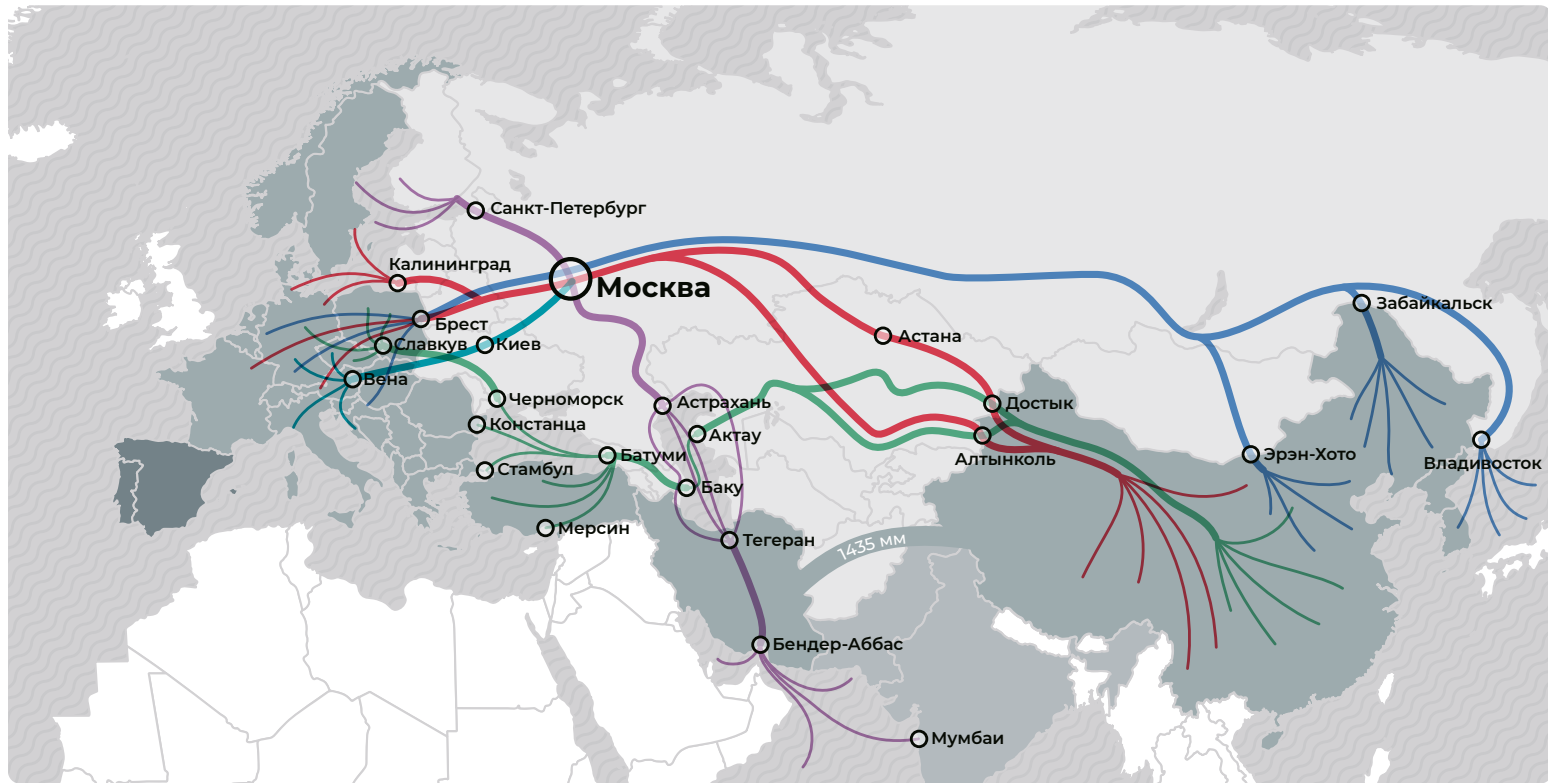 Санкт-Петербург
Калининград
Москва
Забайкальск
Брест
Славкув
Киев
Астана
Вена
Черноморск
Астрахань
Достык
Константа
Актау
Алтынколь
Эрэн-Хото
Владивосток
Стамбул
Батуми
Баку
Мерсин
Тегеран
1435 мм
Бендер-Аббас
Мумбаи